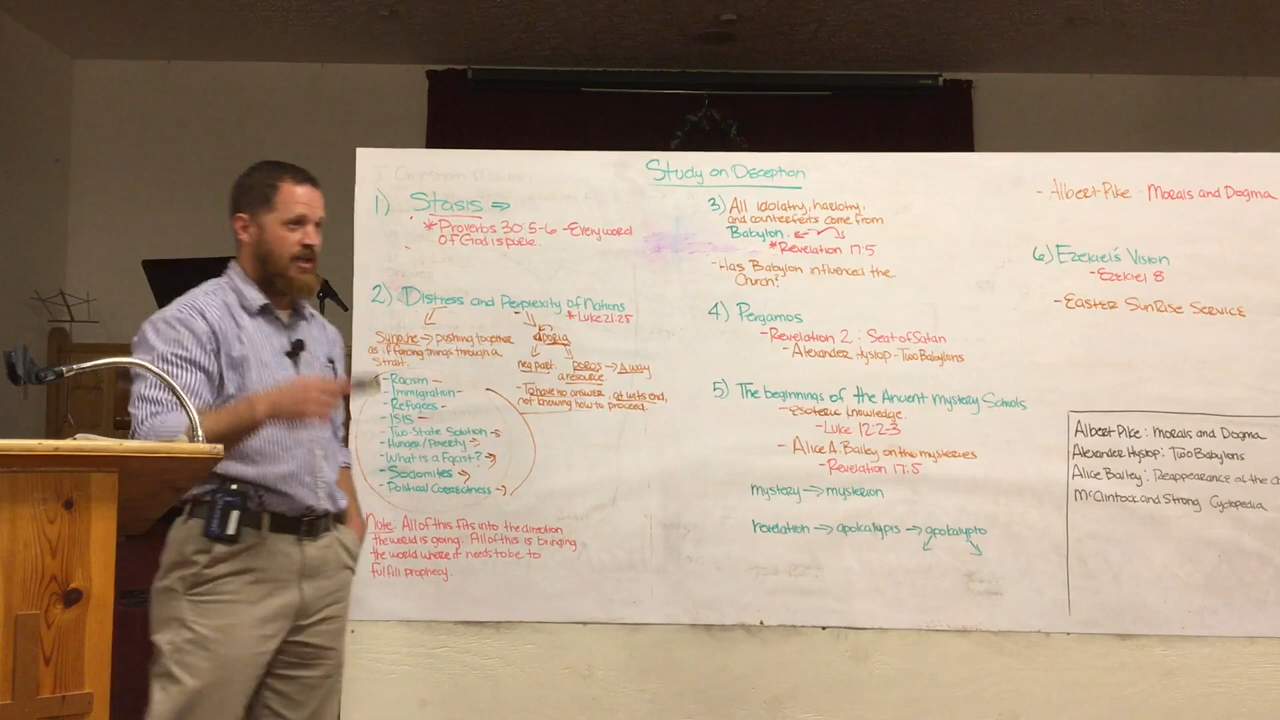 Study on Deception
1) Stasis ⇒
*Proverbs 30:5-6 - Every word
of God is pure.
2) Distress and Perplexity of Nations
*Luke 21:25
Synoche → pushing together
as if forcing things through a
strait.
aporia
neg. part.
poros → A way
a resource.
- To have no answer, at wits end,
not knowing how to proceed.
- Racism -
- Immigration -
- Refugees -
- ISIS -
- Two-State Solution →
- Hunger/Poverty →
- What is a
- Sodomites →
- Political Correctness →
Note: All of this fits into the direction
the world is going. All of this is bringing
the world where it needs to be to
fulfill prophecy.
3) All idolatry, harlotry,
and counterfeits come from
Babylon.
*Revelation 17:5
- Has Babylon influenced the
Church?
4) Pergamos
- Revelation 2: Seat of Satan
- Alexander Hyslop - Two Babylons
5) The beginnings of the Ancient Mystery Schools
- Esoteric knowledge.
- Luke 12:2-3
- Alice A. Bailey on the mysteries
- Revelation 17:5
mystery → mysterion
revelation → apokalypis → apokalypto
- Albert Pike - Morals and Dogma
6) Ezekiel's Vision
- Ezekiel 8
- Easter SunRise Service
Albert Pike: Morals and Dogma
Alexander Hyslop: Two Babylons
Alice Bailey: Reappearance of the
McClintock and Strong Cyclopedia